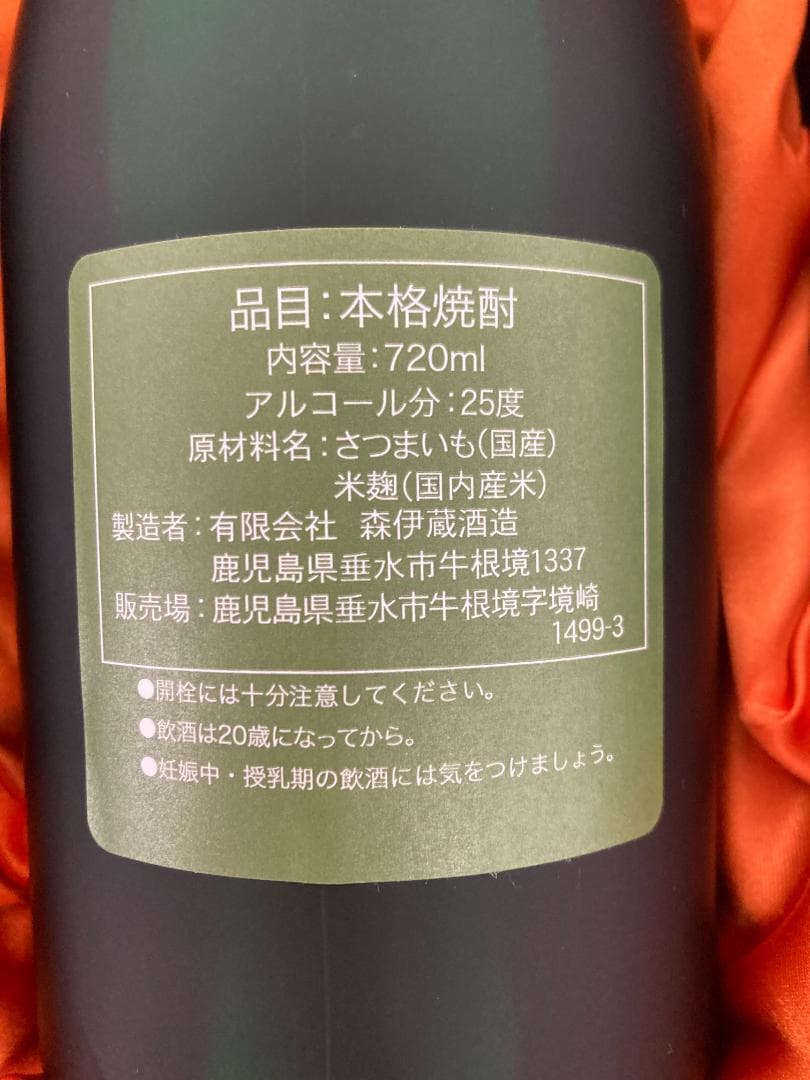 品目：本格焼酎
内容量：720ml
アルコール分：25度
原材料名：さつまいも(国産)
米麹(国内産米)
製造者：有限会社 森伊蔵酒造
鹿児島県垂水市牛根境1337
販売場：鹿児島県垂水市牛根境字境崎
1499-3
●開栓には十分注意してください。
●飲酒は20歳になってから。
●妊娠中・授乳期の飲酒には気をつけましょう。